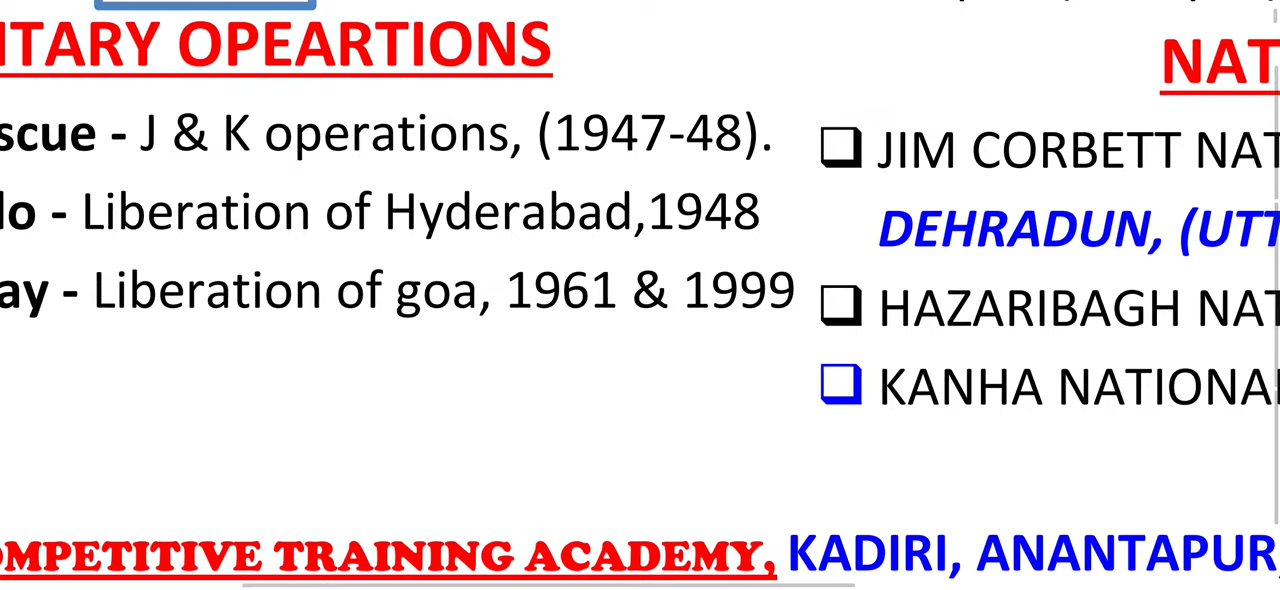 ITARY OPEARTIONS
scue - J & K operations, (1947-48).
lo - Liberation of Hyderabad,1948
ay - Liberation of goa, 1961 & 1999
NAT
❑ JIM CORBETT NAT
DEHRADUN, (UTT
❑ HAZARIBAGH NAT
❑ KANHA NATIONAL
OMPETITIVE TRAINING ACADEMY, KADIRI, ANANTAPUR,